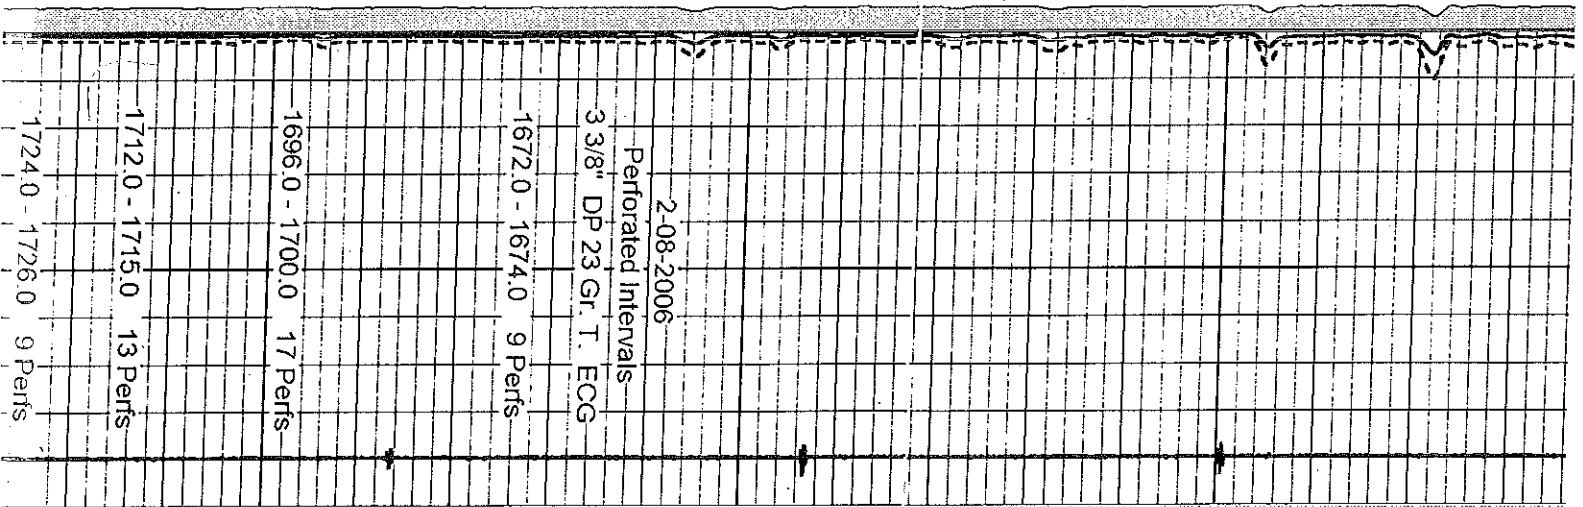 2-08-2006
Perforated Intervals
3 3/8" DP 23 Gr. T. ECG
1672.0 - 1674.0 9 Perfs
1696.0 - 1700.0 17 Perfs
1712.0 - 1715.0 13 Perfs
1724.0 - 1726.0 9 Perfs